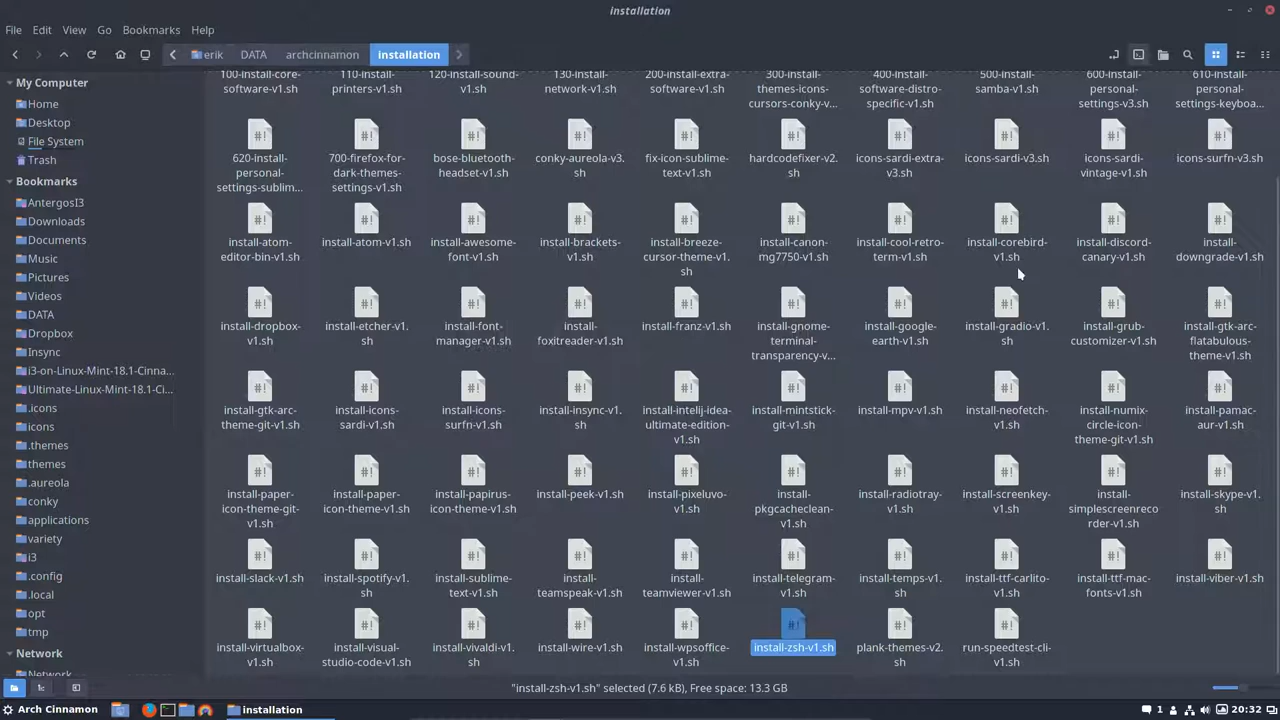 installation
File Edit View Go Bookmarks Help
erik DATA archcinnamon installation
My Computer
Home
Desktop
File System
Trash
Bookmarks
AntergosI3
Downloads
Documents
Music
Pictures
Videos
DATA
Dropbox
Insync
i3-on-Linux-Mint-18.1-Cinna...
Ultimate-Linux-Mint-18.1-Ci...
.icons
icons
.themes
themes
.aureola
conky
applications
variety
i3
.config
.local
opt
tmp
Network
Network
100-install-core-
software-v1.sh
110-install-
printers-v1.sh
120-install-sound-
v1.sh
130-install-
network-v1.sh
200-install-extra-
software-v1.sh
300-install-
themes-icons-
cursors-conky-v...
400-install-
software-distro-
specific-v1.sh
500-install-
samba-v1.sh
600-install-
personal-
settings-v3.sh
610-install-
personal-
settings-keyboa...
#!
620-install-
personal-
settings-sublim...
#!
700-firefox-for-
dark-themes-
settings-v1.sh
#!
bose-bluetooth-
headset-v1.sh
#!
conky-aureola-v3.
sh
#!
fix-icon-sublime-
text-v1.sh
#!
hardcodefixer-v2.
sh
#!
icons-sardi-extra-
v3.sh
#!
icons-sardi-v3.sh
#!
icons-sardi-
vintage-v1.sh
#!
icons-surfn-v3.sh
#!
install-atom-
editor-bin-v1.sh
#!
install-atom-v1.sh
#!
install-awesome-
font-v1.sh
#!
install-brackets-
v1.sh
#!
install-breeze-
cursor-theme-v1.
sh
#!
install-canon-
mg7750-v1.sh
#!
install-cool-retro-
term-v1.sh
#!
install-corebird-
v1.sh
#!
install-discord-
canary-v1.sh
#!
install-
downgrade-v1.sh
#!
install-dropbox-
v1.sh
#!
install-etcher-v1.
sh
#!
install-font-
manager-v1.sh
#!
install-
foxitreader-v1.sh
#!
install-franz-v1.sh
#!
install-gnome-
terminal-
transparency-v...
#!
install-google-
earth-v1.sh
#!
install-gradio-v1.
sh
#!
install-grub-
customizer-v1.sh
#!
install-gtk-arc-
flatabulous-
theme-v1.sh
#!
install-gtk-arc-
theme-git-v1.sh
#!
install-icons-
sardi-v1.sh
#!
install-icons-
surfn-v1.sh
#!
install-insync-v1.
sh
#!
install-intelij-idea-
ultimate-edition-
v1.sh
#!
install-mintstick-
git-v1.sh
#!
install-mpv-v1.sh
#!
install-neofetch-
v1.sh
#!
install-numix-
circle-icon-
theme-git-v1.sh
#!
install-pamac-
aur-v1.sh
#!
install-paper-
icon-theme-git-
v1.sh
#!
install-paper-
icon-theme-v1.sh
#!
install-papirus-
icon-theme-v1.sh
#!
install-peek-v1.sh
#!
install-pixeluvo-
v1.sh
#!
install-
pkgcacheclean-
v1.sh
#!
install-radiotray-
v1.sh
#!
install-screenkey-
v1.sh
#!
install-
simplescreenreco
rder-v1.sh
#!
install-skype-v1.
sh
#!
install-slack-v1.sh
#!
install-spotify-v1.
sh
#!
install-sublime-
text-v1.sh
#!
install-
teamspeak-v1.sh
#!
install-
teamviewer-v1.sh
#!
install-telegram-
v1.sh
#!
install-temps-v1.
sh
#!
install-ttf-carlito-
v1.sh
#!
install-ttf-mac-
fonts-v1.sh
#!
install-viber-v1.sh
#!
install-virtualbox-
v1.sh
#!
install-visual-
studio-code-v1.sh
#!
install-vivaldi-v1.
sh
#!
install-wire-v1.sh
#!
install-wpsoffice-
v1.sh
#!
install-zsh-v1.sh
#!
plank-themes-v2.
sh
#!
run-speedtest-cli-
v1.sh
"install-zsh-v1.sh" selected (7.6 kB), Free space: 13.3 GB
Arch Cinnamon installation 1 20:32